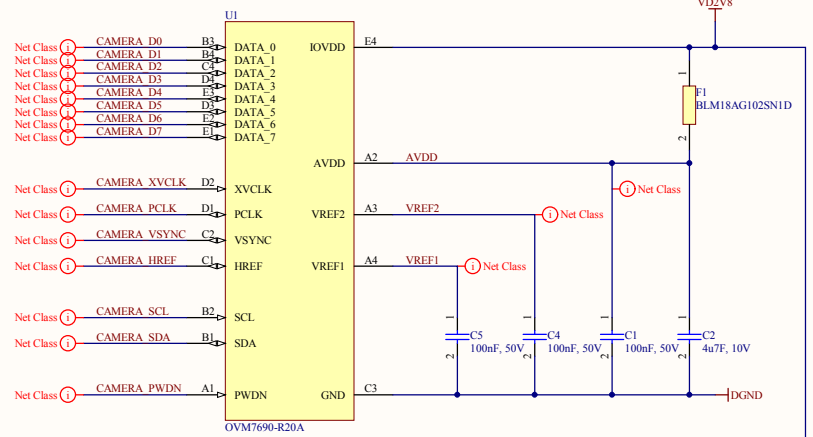 VD2V8
U1
Net Class i CAMERA_D0 B3 DATA_0 IOVDD E4
Net Class i CAMERA_D1 B4 DATA_1
Net Class i CAMERA_D2 C4 DATA_2
Net Class i CAMERA_D3 D4 DATA_3
Net Class i CAMERA_D4 E3 DATA_4
Net Class i CAMERA_D5 D3 DATA_5
Net Class i CAMERA_D6 E2 DATA_6
Net Class i CAMERA_D7 E1 DATA_7
1
F1
BLM18AG102SN1D
2
AVDD A2 AVDD
Net Class i CAMERA_XVCLK D2 XVCLK
i Net Class
Net Class i CAMERA_PCLK D1 PCLK VREF2 A3 VREF2 i Net Class
Net Class i CAMERA_VSYNC C2 VSYNC
Net Class i CAMERA_HREF C1 HREF VREF1 A4 VREF1 i Net Class
Net Class i CAMERA_SCL B2 SCL
1 1 1 1
Net Class i CAMERA_SDA B1 SDA
C5 C4 C1 C2
100nF, 50V 100nF, 50V 100nF, 50V 4u7F, 10V
2 2 2 2
Net Class i CAMERA_PWDN A1 PWDN GND C3 DGND
OVM7690-R20A